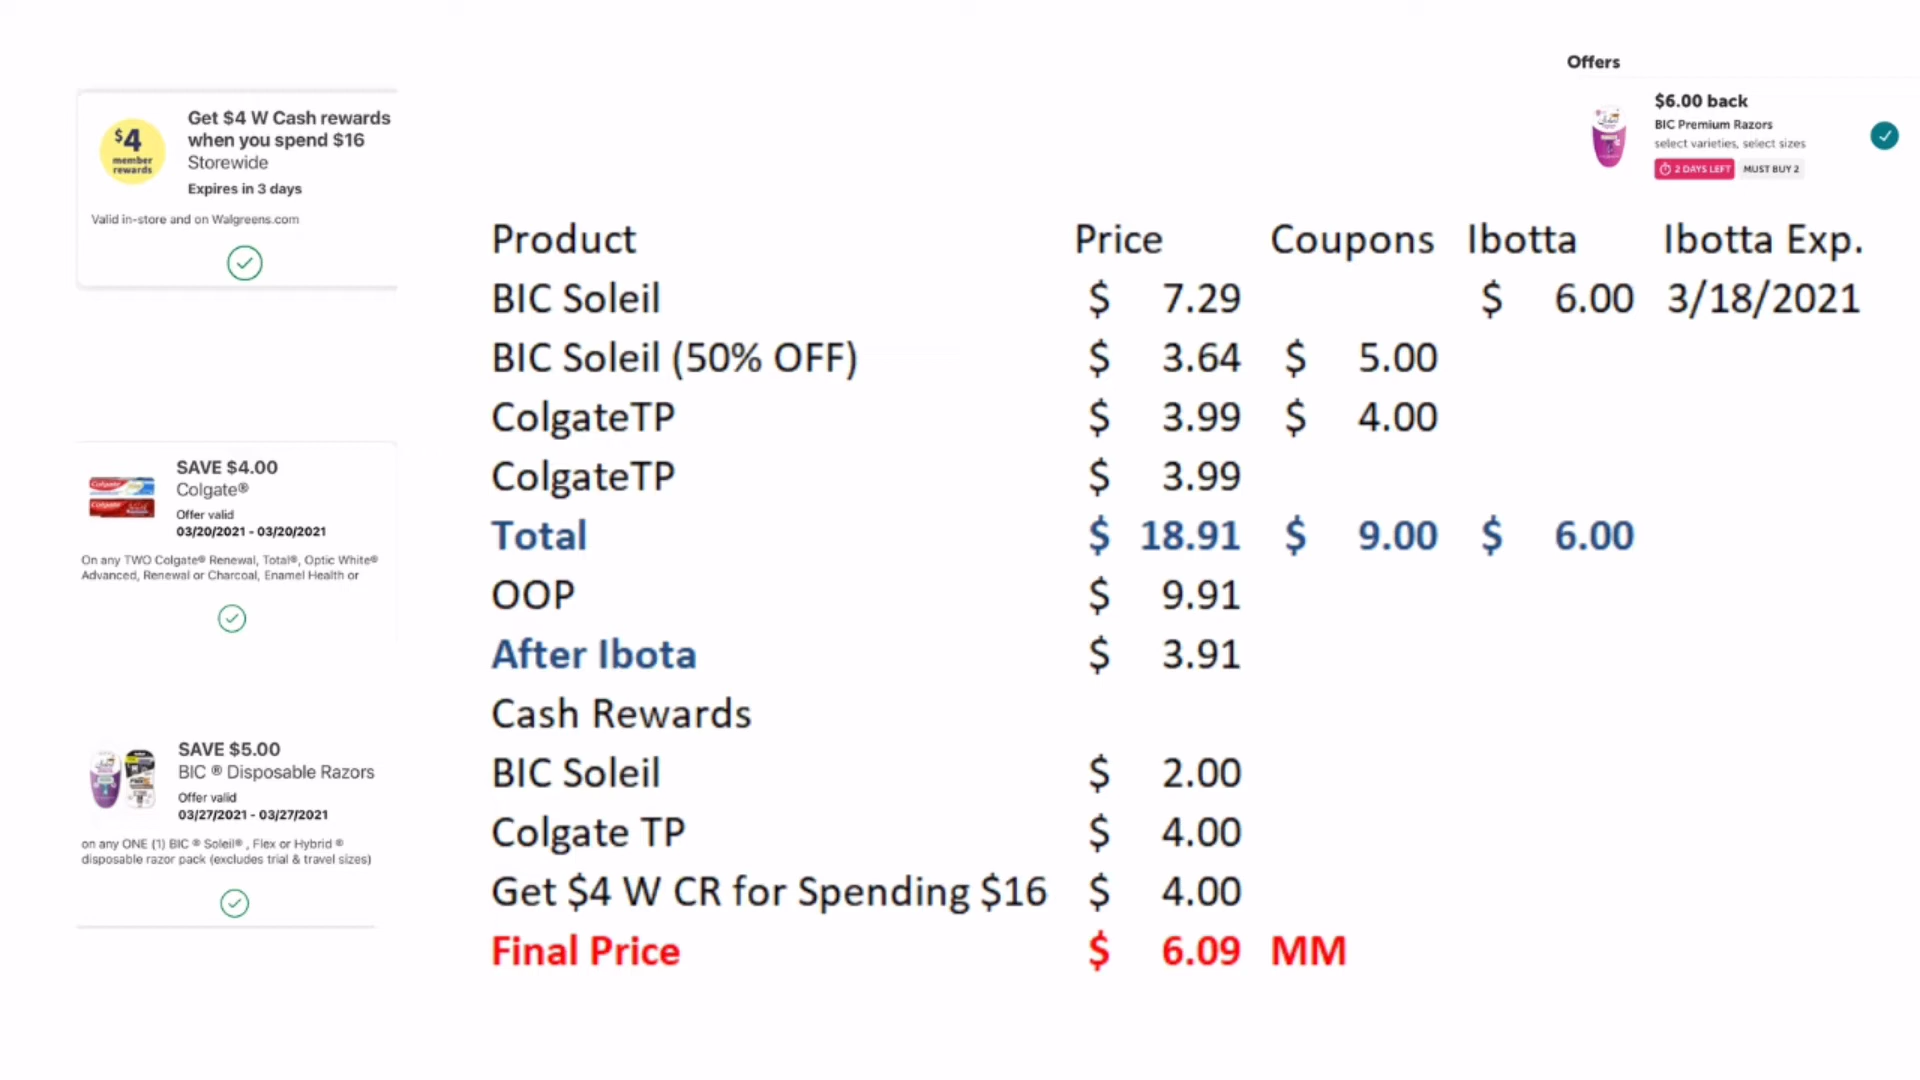 Offers
$6.00 back
BIC Premium Razors
select varieties, select sizes
2 DAYS LEFT MUST BUY 2
$4
member
rewards
Get $4 W Cash rewards
when you spend $16
Storewide
Expires in 3 days
Valid in-store and on Walgreens.com
SAVE $4.00
Colgate®
Offer valid
03/20/2021 - 03/20/2021
On any TWO Colgate® Renewal, Total®, Optic White®
Advanced, Renewal or Charcoal, Enamel Health or
SAVE $5.00
BIC ® Disposable Razors
Offer valid
03/27/2021 - 03/27/2021
on any ONE (1) BIC ® Soleil® , Flex or Hybrid ®
disposable razor pack (excludes trial & travel sizes)
Product Price Coupons Ibotta Ibotta Exp.
BIC Soleil $ 7.29 $ 6.00 3/18/2021
BIC Soleil (50% OFF) $ 3.64 $ 5.00
ColgateTP $ 3.99 $ 4.00
ColgateTP $ 3.99
Total $ 18.91 $ 9.00 $ 6.00
OOP $ 9.91
After Ibota $ 3.91
Cash Rewards
BIC Soleil $ 2.00
Colgate TP $ 4.00
Get $4 W CR for Spending $16 $ 4.00
Final Price $ 6.09 MM